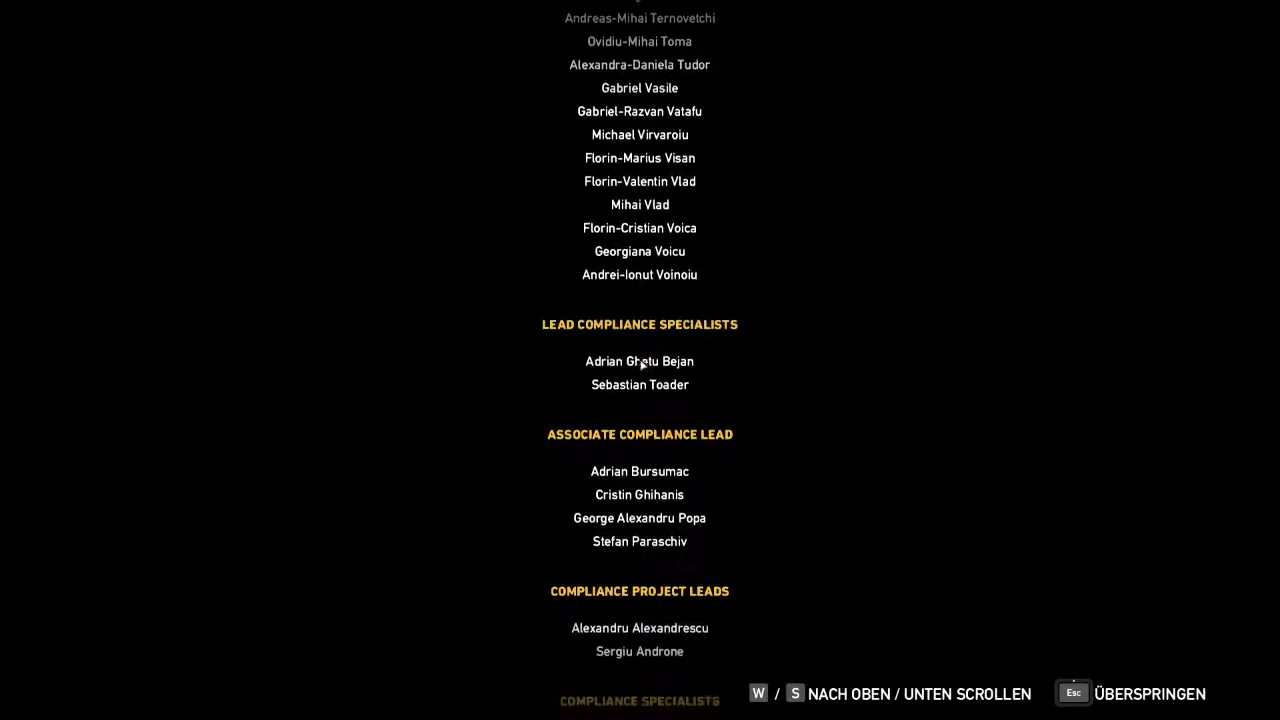 Andreas-Mihai Ternovetchi
Ovidiu-Mihai Toma
Alexandra-Daniela Tudor
Gabriel Vasile
Gabriel-Razvan Vatafu
Michael Virvaroiu
Florin-Marius Visan
Florin-Valentin Vlad
Mihai Vlad
Florin-Cristian Voica
Georgiana Voicu
Andrei-Ionut Voinoiu
LEAD COMPLIANCE SPECIALISTS
Adrian Bejan
Sebastian Toader
ASSOCIATE COMPLIANCE LEAD
Adrian Bursumac
Cristin Ghihanis
George Alexandru Popa
Stefan Paraschiv
COMPLIANCE PROJECT LEADS
Alexandru Alexandrescu
Sergiu Androne
COMPLIANCE SPECIALISTS
W / S NACH OBEN / UNTEN SCROLLEN Esc ÜBERSPRINGEN